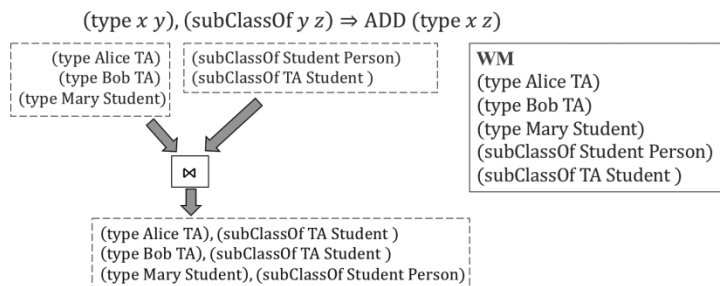 (type x y), (subClassOf y z) ⇒ ADD (type x z)
(type Alice TA)
(type Bob TA)
(type Mary Student)
(subClassOf Student Person)
(subClassOf TA Student )
WM
(type Alice TA)
(type Bob TA)
(type Mary Student)
(subClassOf Student Person)
(subClassOf TA Student )
⋈
(type Alice TA), (subClassOf TA Student )
(type Bob TA), (subClassOf TA Student )
(type Mary Student), (subClassOf Student Person)